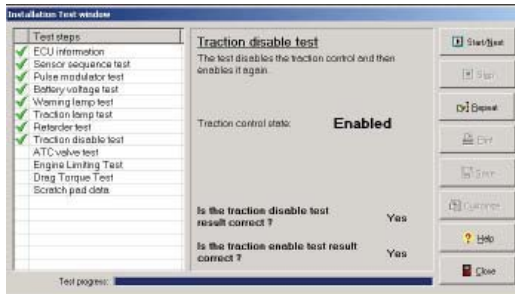 Installation Test window
Test steps
ECU information
Sensor sequence test
Pulse modulator test
Battery voltage test
Warning lamp test
Traction lamp test
Retarder test
Traction disable test
ATC valve test
Engine Limiting Test
Drag Torque Test
Scratch pad data
Traction disable test
The test disables the traction control and then
enables it again.
Traction control state: Enabled
Is the traction disable test
result correct ? Yes
Is the traction enable test result
correct ? Yes
Start/Next
Stop
Repeat
Print
Save
Customize
Help
Close
Test progress: